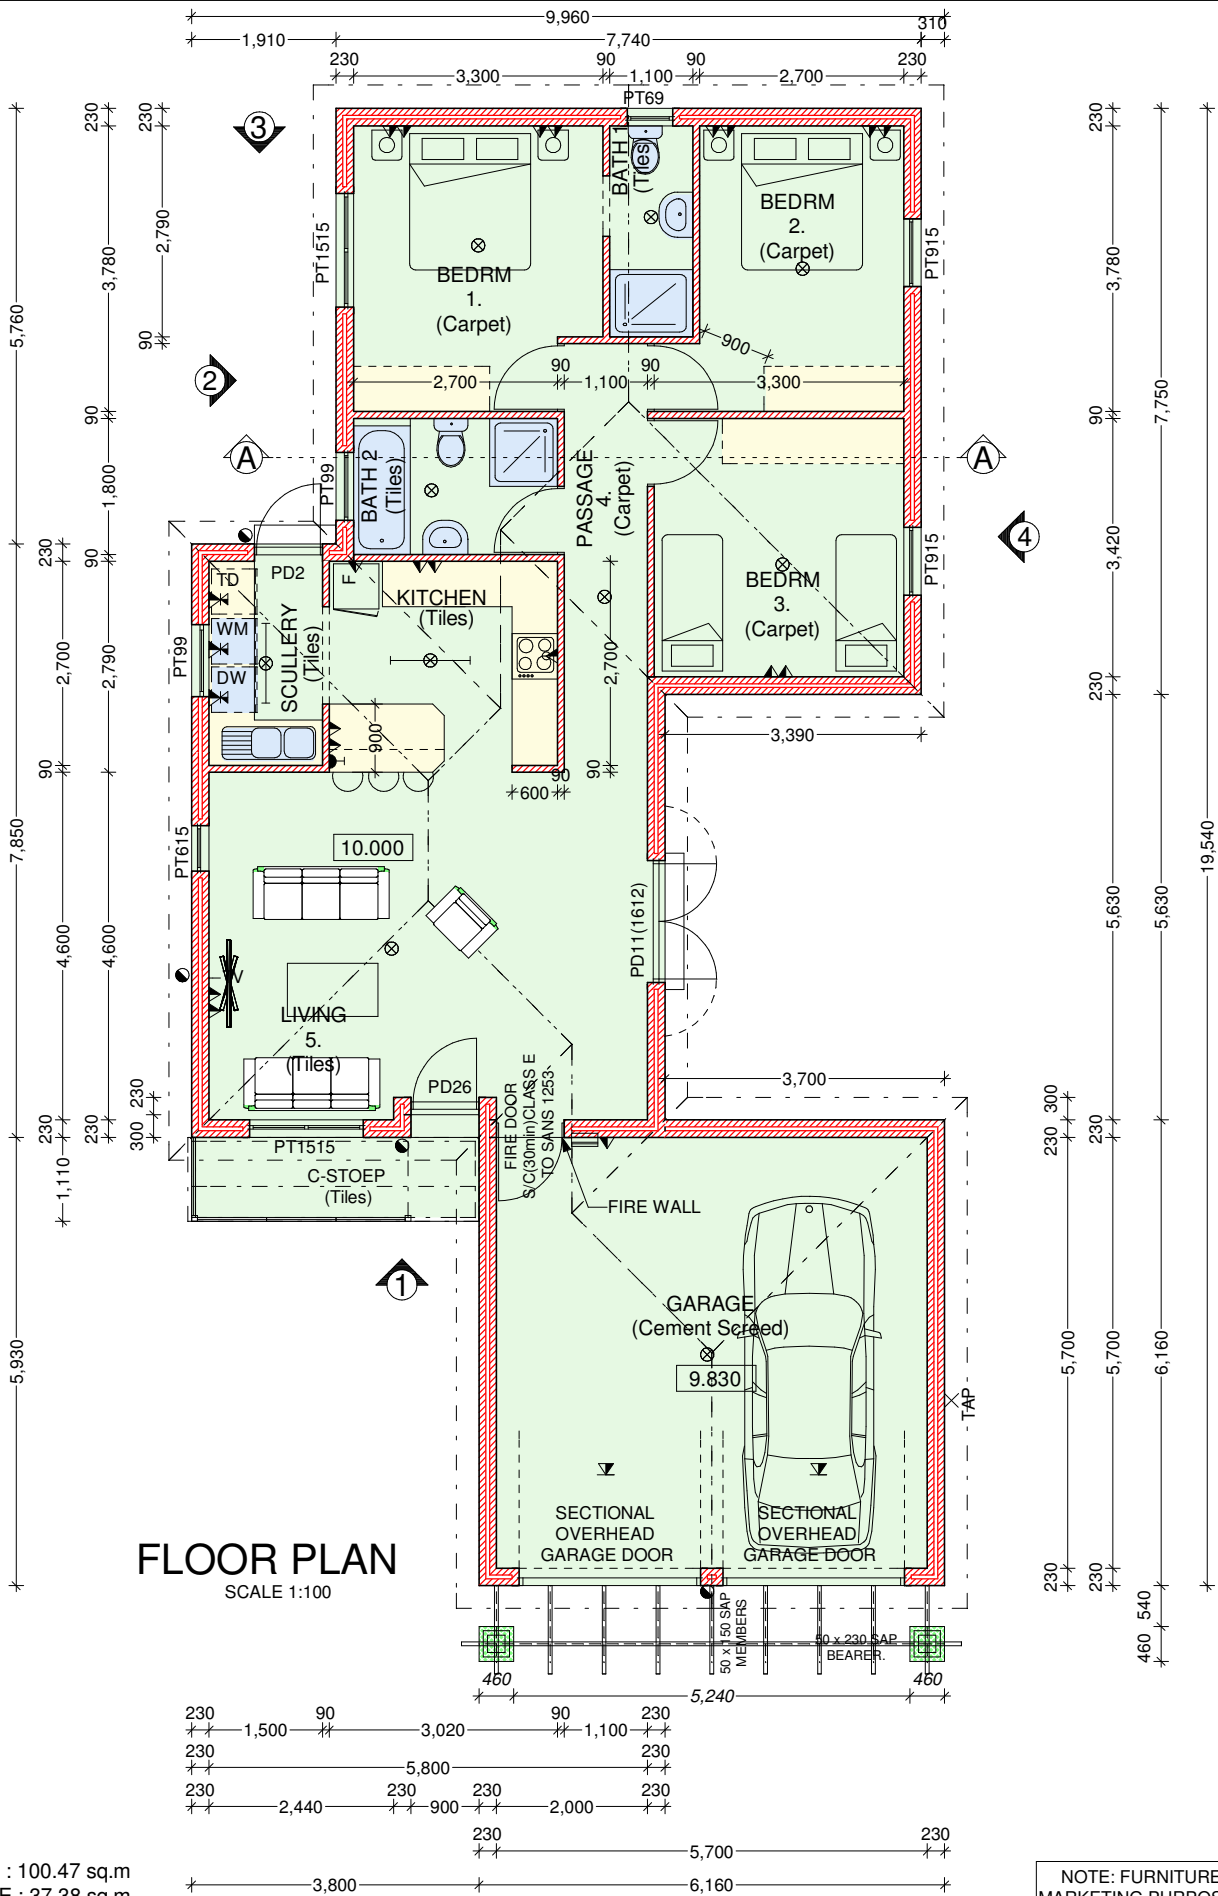 9,960
310
1,910
7,740
230
3,300
90
1,100
90
2,700
230
PT69
230
230
230
3
BATH 1
(Tiles)
BEDRM
2.
(Carpet)
BEDRM
1.
(Carpet)
PT1515
PT915
5,760
3,780
2,790
90
3,780
7,750
19,540
900
90
90
2,700
1,100
3,300
2
90
90
A
A
1,800
PT99
BATH 2
(Tiles)
PASSAGE
4.
(Carpet)
4
3,420
PT915
230
90
PD2
TD
WM
DW
SCULLERY
(Tiles)
F
KITCHEN
(Tiles)
BEDRM
3.
(Carpet)
PT99
2,700
2,790
2,700
900
230
3,390
90
90
90
600
PT615
10.000
7,850
4,600
4,600
PD11(1612)
5,630
5,630
LIVING
5.
(Tiles)
PD26
FIRE DOOR
S/C(30min)CLASS E
TO SANS 1253
3,700
230
230
230
300
300
230
230
1,110
PT1515
C-STOEP
(Tiles)
FIRE WALL
1
GARAGE
(Cement Screed)
9.830
TAP
5,930
5,700
5,700
6,160
SECTIONAL
OVERHEAD
GARAGE DOOR
SECTIONAL
OVERHEAD
GARAGE DOOR
FLOOR PLAN
SCALE 1:100
230
230
540
460
50 x 150 SAP
MEMBERS
50 x 230 SAP
BEARER.
460
5,240
460
230
1,500
90
3,020
90
1,100
230
230
5,800
230
230
2,440
230
900
230
2,000
230
230
5,700
230
3,800
6,160
: 100.47 sq.m
: 37.38 sq.m
NOTE: FURNITURE